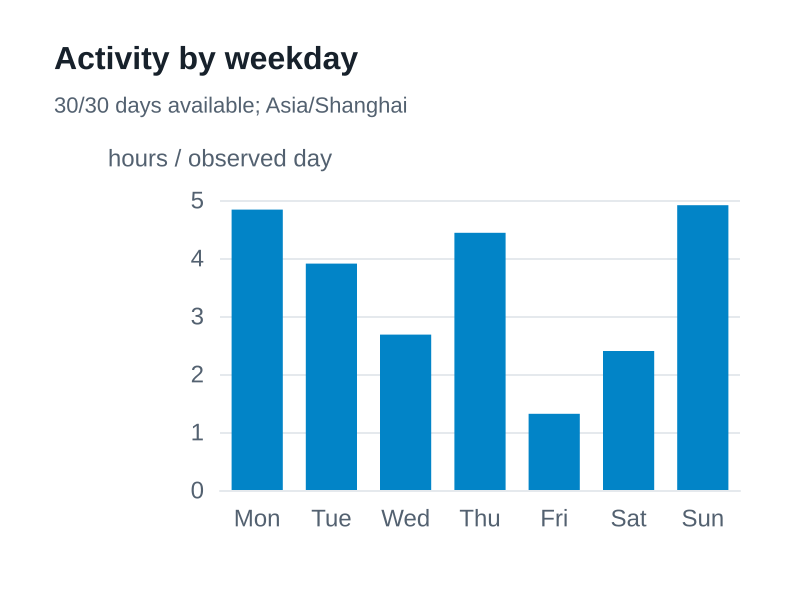 Activity by weekday
30/30 days available; Asia/Shanghai
hours / observed day
5
4
3
2
1
0
Mon Tue Wed Thu Fri Sat Sun